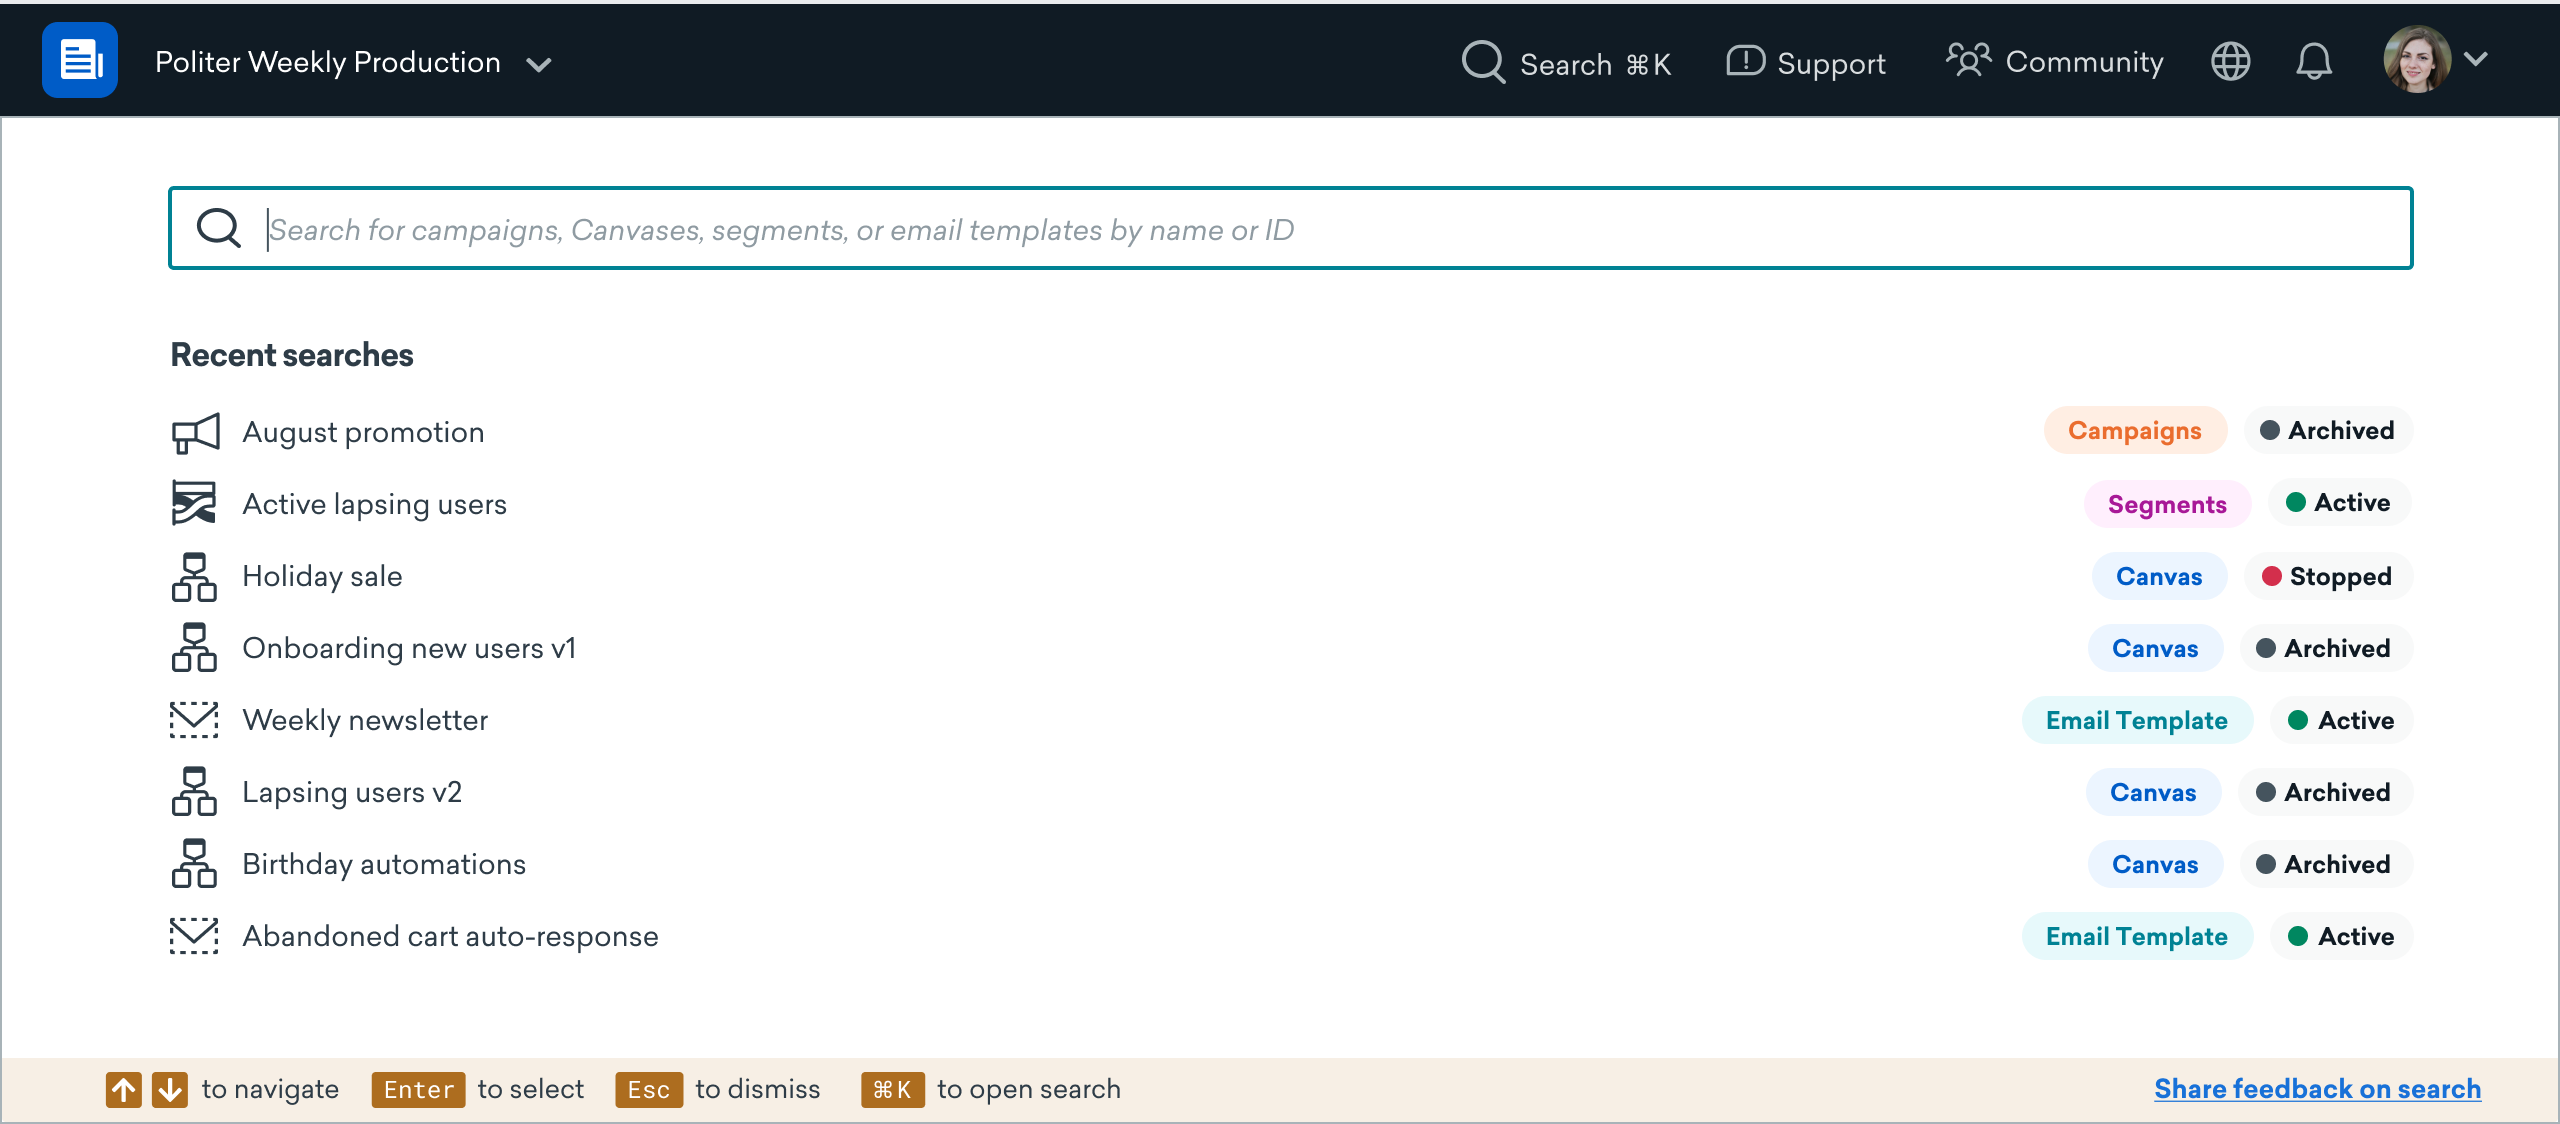 Politer Weekly Production
Search ⌘K
Support
Community
Search for campaigns, Canvases, segments, or email templates by name or ID
Recent searches
August promotion Campaigns Archived
Active lapsing users Segments Active
Holiday sale Canvas Stopped
Onboarding new users v1 Canvas Archived
Weekly newsletter Email Template Active
Lapsing users v2 Canvas Archived
Birthday automations Canvas Archived
Abandoned cart auto-response Email Template Active
↑ ↓ to navigate Enter to select Esc to dismiss ⌘K to open search Share feedback on search